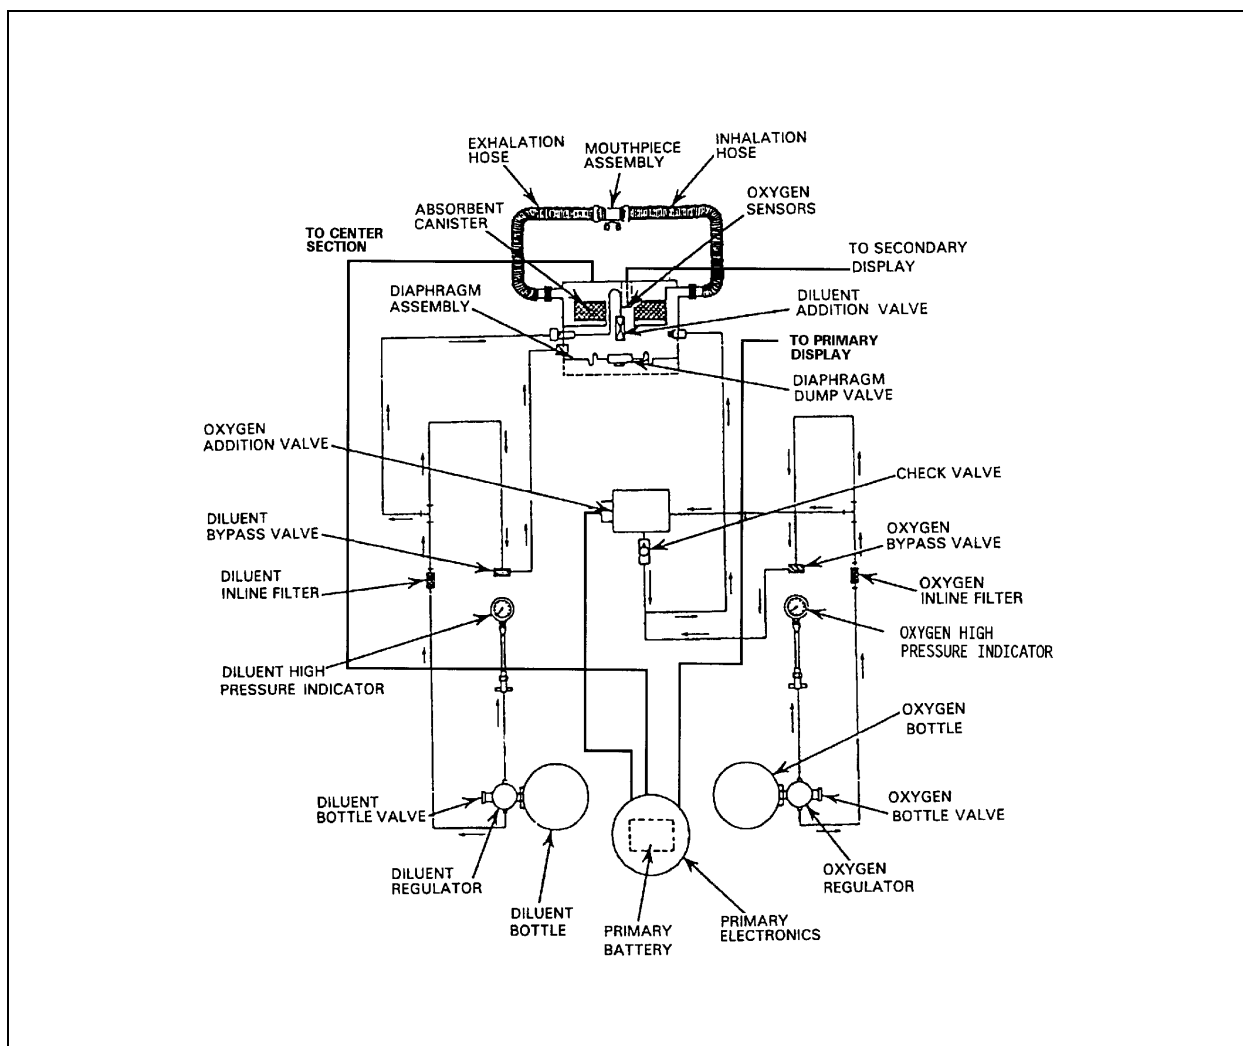 EXHALATION
HOSE
MOUTHPIECE
ASSEMBLY
INHALATION
HOSE
ABSORBENT
CANISTER
OXYGEN
SENSORS
TO CENTER
SECTION
TO SECONDARY
DISPLAY
DIAPHRAGM
ASSEMBLY
DILUENT
ADDITION VALVE
TO PRIMARY
DISPLAY
DIAPHRAGM
DUMP VALVE
OXYGEN
ADDITION VALVE
CHECK VALVE
DILUENT
BYPASS VALVE
OXYGEN
BYPASS VALVE
DILUENT
INLINE FILTER
OXYGEN
INLINE FILTER
DILUENT HIGH
PRESSURE INDICATOR
OXYGEN HIGH
PRESSURE INDICATOR
OXYGEN
BOTTLE
DILUENT
BOTTLE VALVE
OXYGEN
BOTTLE VALVE
DILUENT
REGULATOR
OXYGEN
REGULATOR
DILUENT
BOTTLE
PRIMARY
BATTERY
PRIMARY
ELECTRONICS